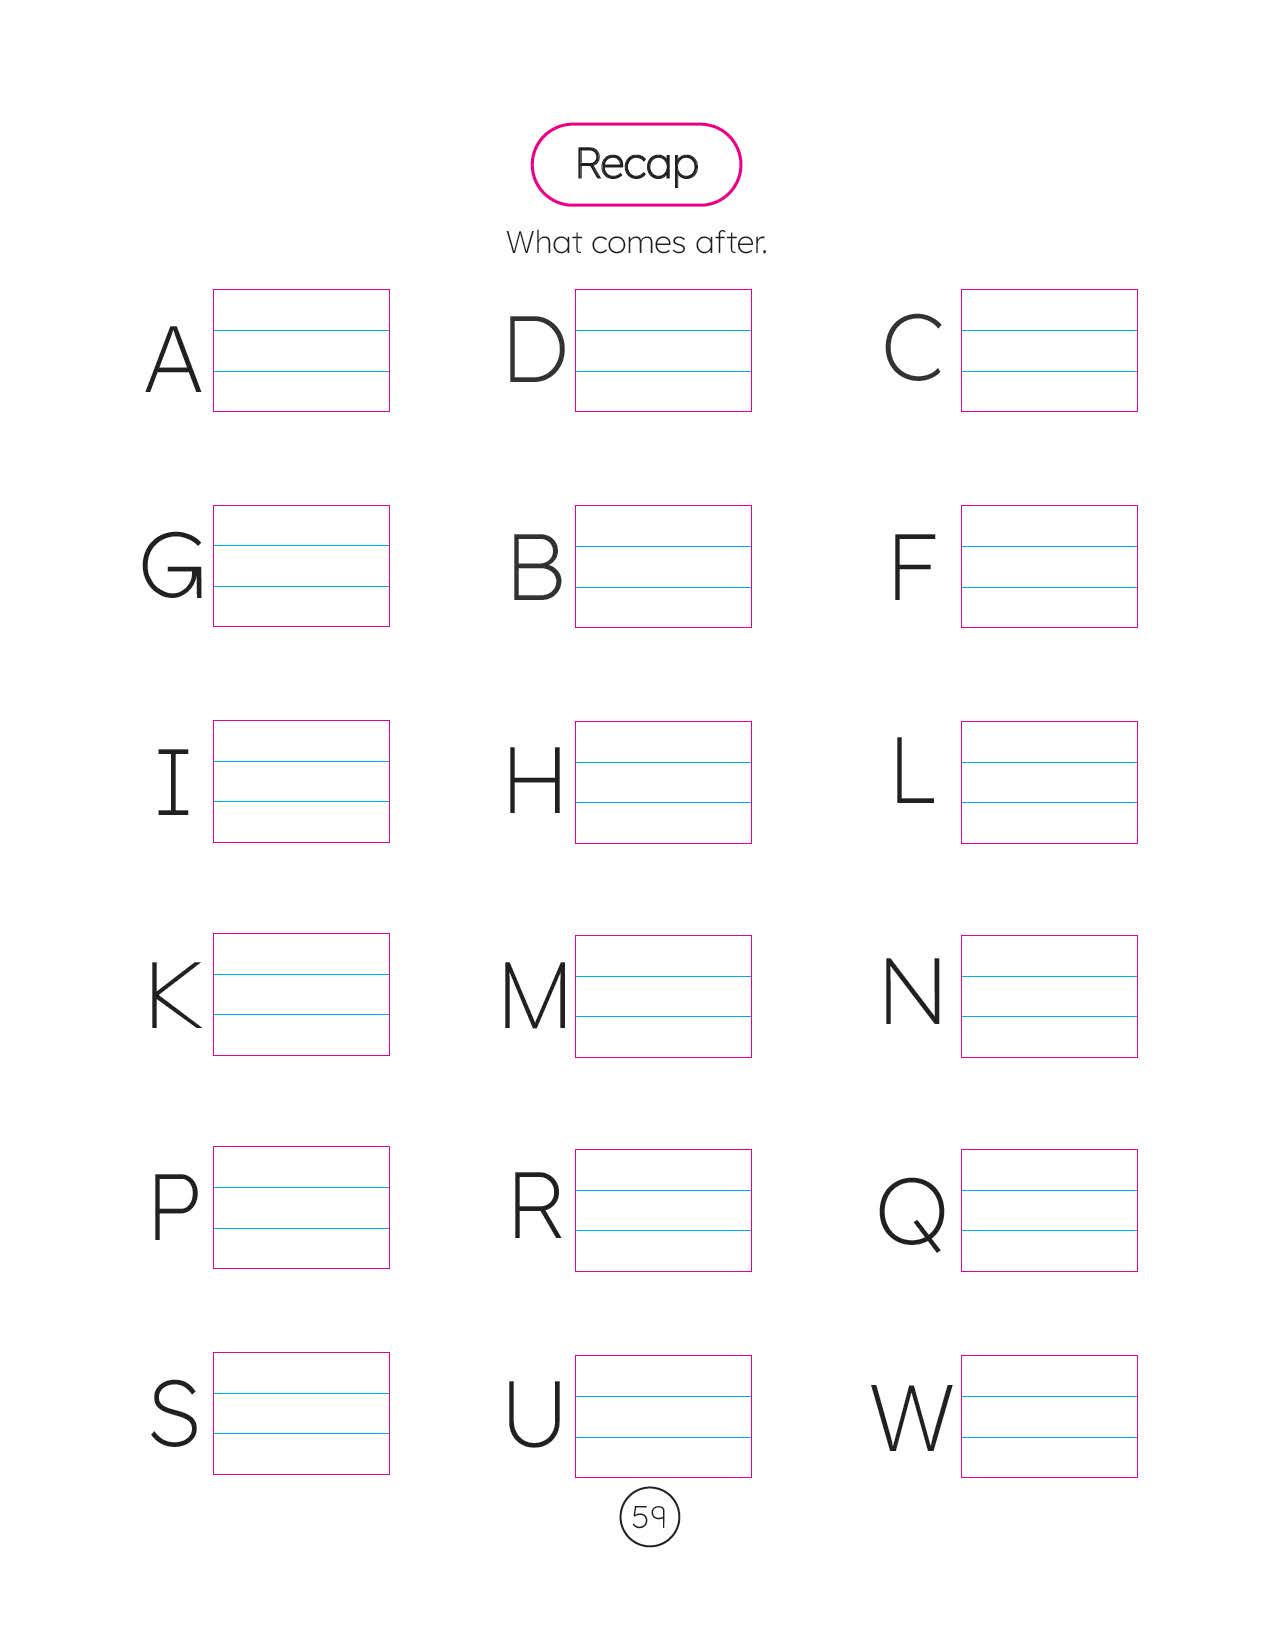 Recap
What comes after.
A D C
G B F
I H L
K M N
P R Q
S U W
59